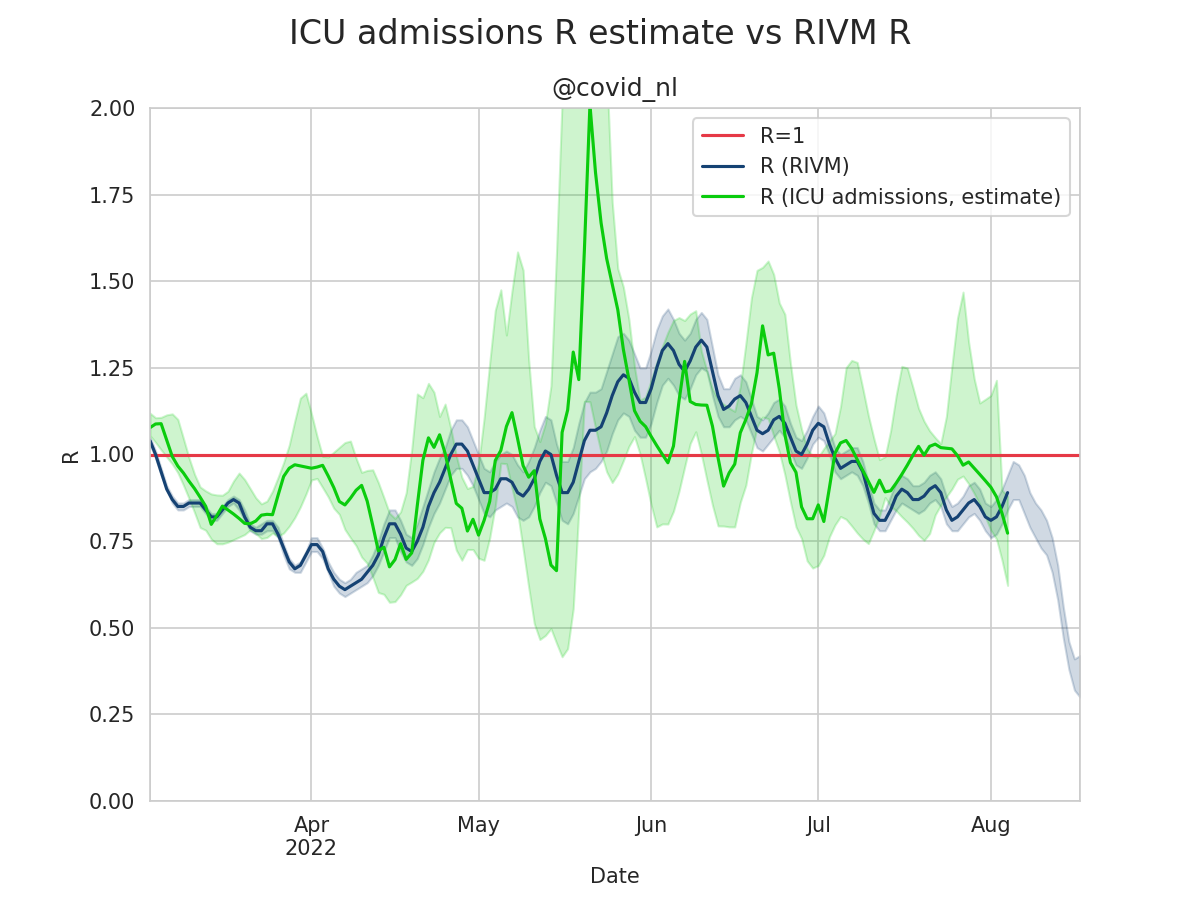 ICU admissions R estimate vs RIVM R
@covid_nl
R=1
R (RIVM)
R (ICU admissions, estimate)
2.00
1.75
1.50
1.25
1.00
0.75
0.50
0.25
0.00
R
Apr May Jun Jul Aug
2022
Date